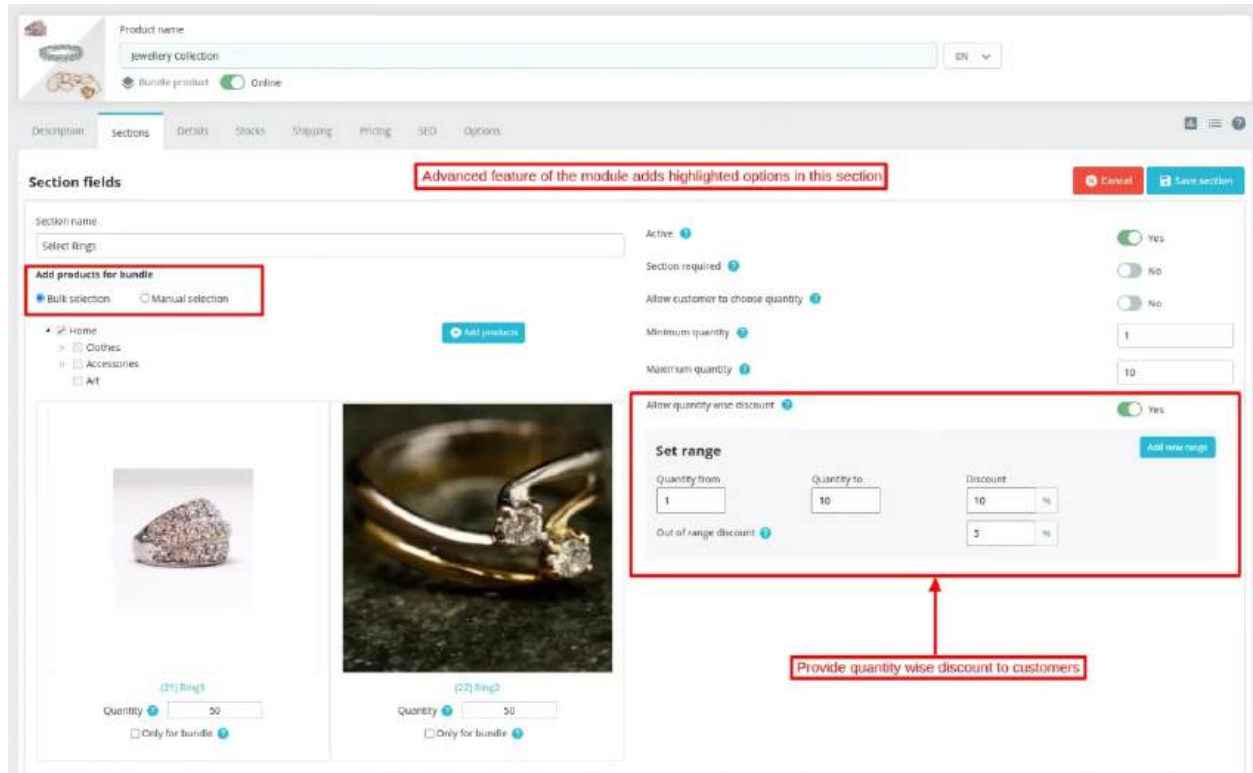 Product name
Jewellery Collection
EN
Bundle product Online
Description Sections Details Stocks Shipping Pricing SEO Options
Section fields
Advanced feature of the module adds highlighted options in this section
Cancel Save section
Section name
Select Rings
Add products for bundle
Bulk selection Manual selection
Home
Add products
Clothes
Accessories
Art
(21) Ring1
Quantity 50
Only for bundle
(22) Ring2
Quantity 50
Only for bundle
Active Yes
Section required No
Allow customer to choose quantity No
Minimum quantity 1
Maximum quantity 10
Allow quantity wise discount Yes
Set range Add new range
Quantity from Quantity to Discount
1 10 10 %
Out of range discount 5 %
Provide quantity wise discount to customers